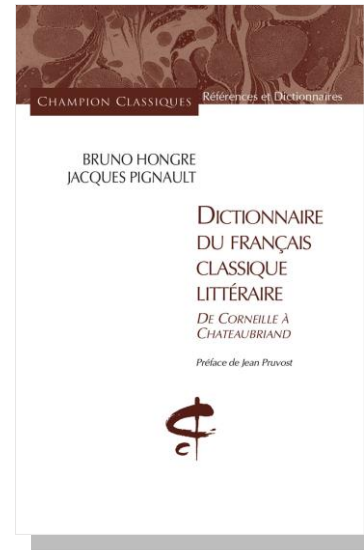 CHAMPION CLASSIQUES Références et Dictionnaires
BRUNO HONGRE
JACQUES PIGNAULT
DICTIONNAIRE
DU FRANÇAIS
CLASSIQUE
LITTÉRAIRE
DE CORNEILLE À
CHATEAUBRIAND
Préface de Jean Pruvost